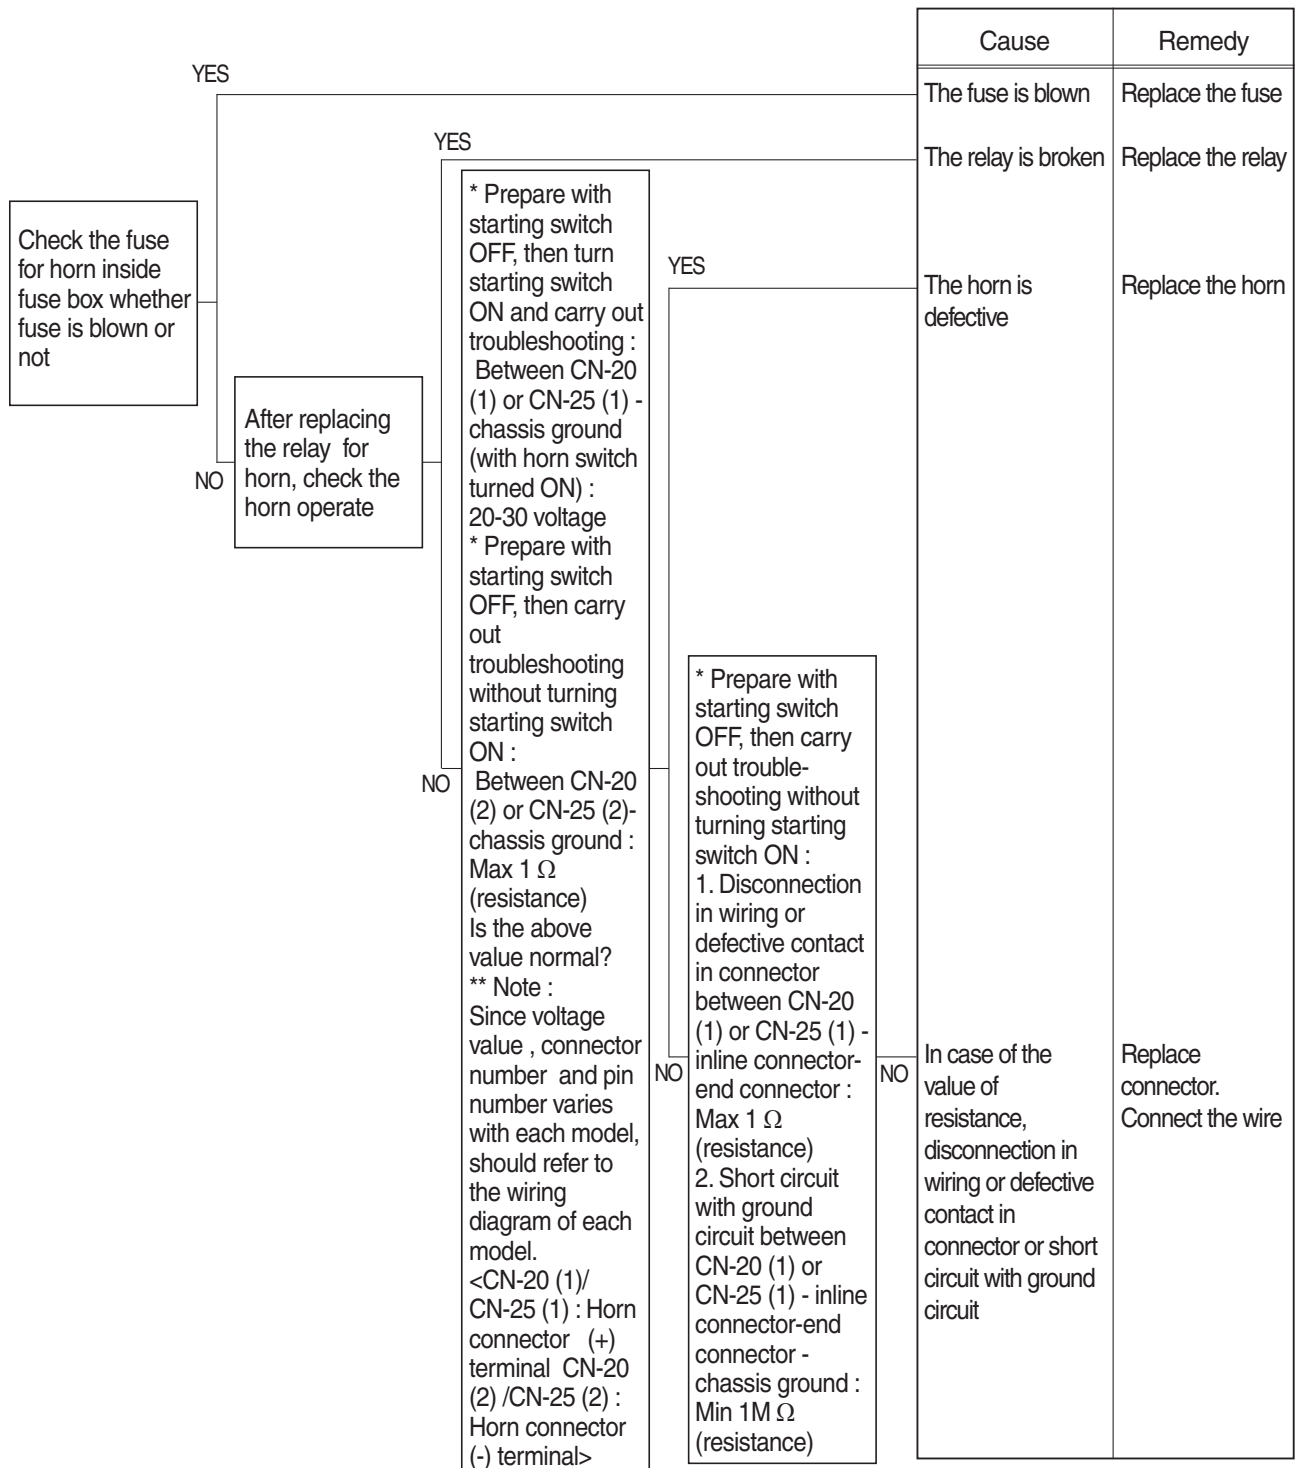 Cause
Remedy
YES
The fuse is blown
Replace the fuse
YES
The relay is broken
Replace the relay
Check the fuse
for horn inside
fuse box whether
fuse is blown or
not
NO
After replacing
the relay for
horn, check the
horn operate
NO
* Prepare with
starting switch
OFF, then turn
starting switch
ON and carry out
troubleshooting :
Between CN-20
(1) or CN-25 (1) -
chassis ground
(with horn switch
turned ON) :
20-30 voltage
* Prepare with
starting switch
OFF, then carry
out
troubleshooting
without turning
starting switch
ON :
Between CN-20
(2) or CN-25 (2)-
chassis ground :
Max 1 Ω
(resistance)
Is the above
value normal?
** Note :
Since voltage
value , connector
number and pin
number varies
with each model,
should refer to
the wiring
diagram of each
model.
<CN-20 (1)/
CN-25 (1) : Horn
connector (+)
terminal CN-20
(2) /CN-25 (2) :
Horn connector
(-) terminal>
YES
The horn is
defective
Replace the horn
NO
* Prepare with
starting switch
OFF, then carry
out trouble-
shooting without
turning starting
switch ON :
1. Disconnection
in wiring or
defective contact
in connector
between CN-20
(1) or CN-25 (1) -
inline connector-
end connector :
Max 1 Ω
(resistance)
2. Short circuit
with ground
circuit between
CN-20 (1) or
CN-25 (1) - inline
connector-end
connector -
chassis ground :
Min 1M Ω
(resistance)
NO
In case of the
value of
resistance,
disconnection in
wiring or defective
contact in
connector or short
circuit with ground
circuit
Replace
connector.
Connect the wire